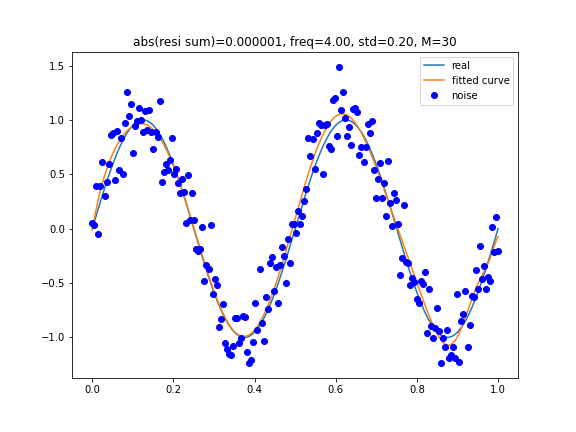 abs(resi sum)=0.000001, freq=4.00, std=0.20, M=30
real
fitted curve
noise
1.5
1.0
0.5
0.0
−0.5
−1.0
0.0 0.2 0.4 0.6 0.8 1.0